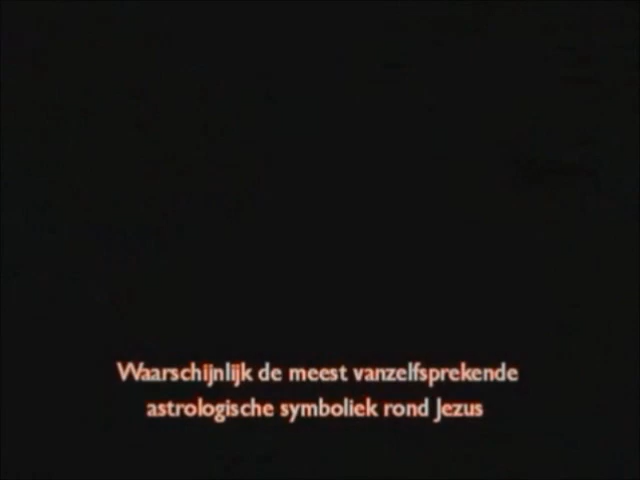 Waarschijnlijk de meest vanzelfsprekende
astrologische symboliek rond Jezus